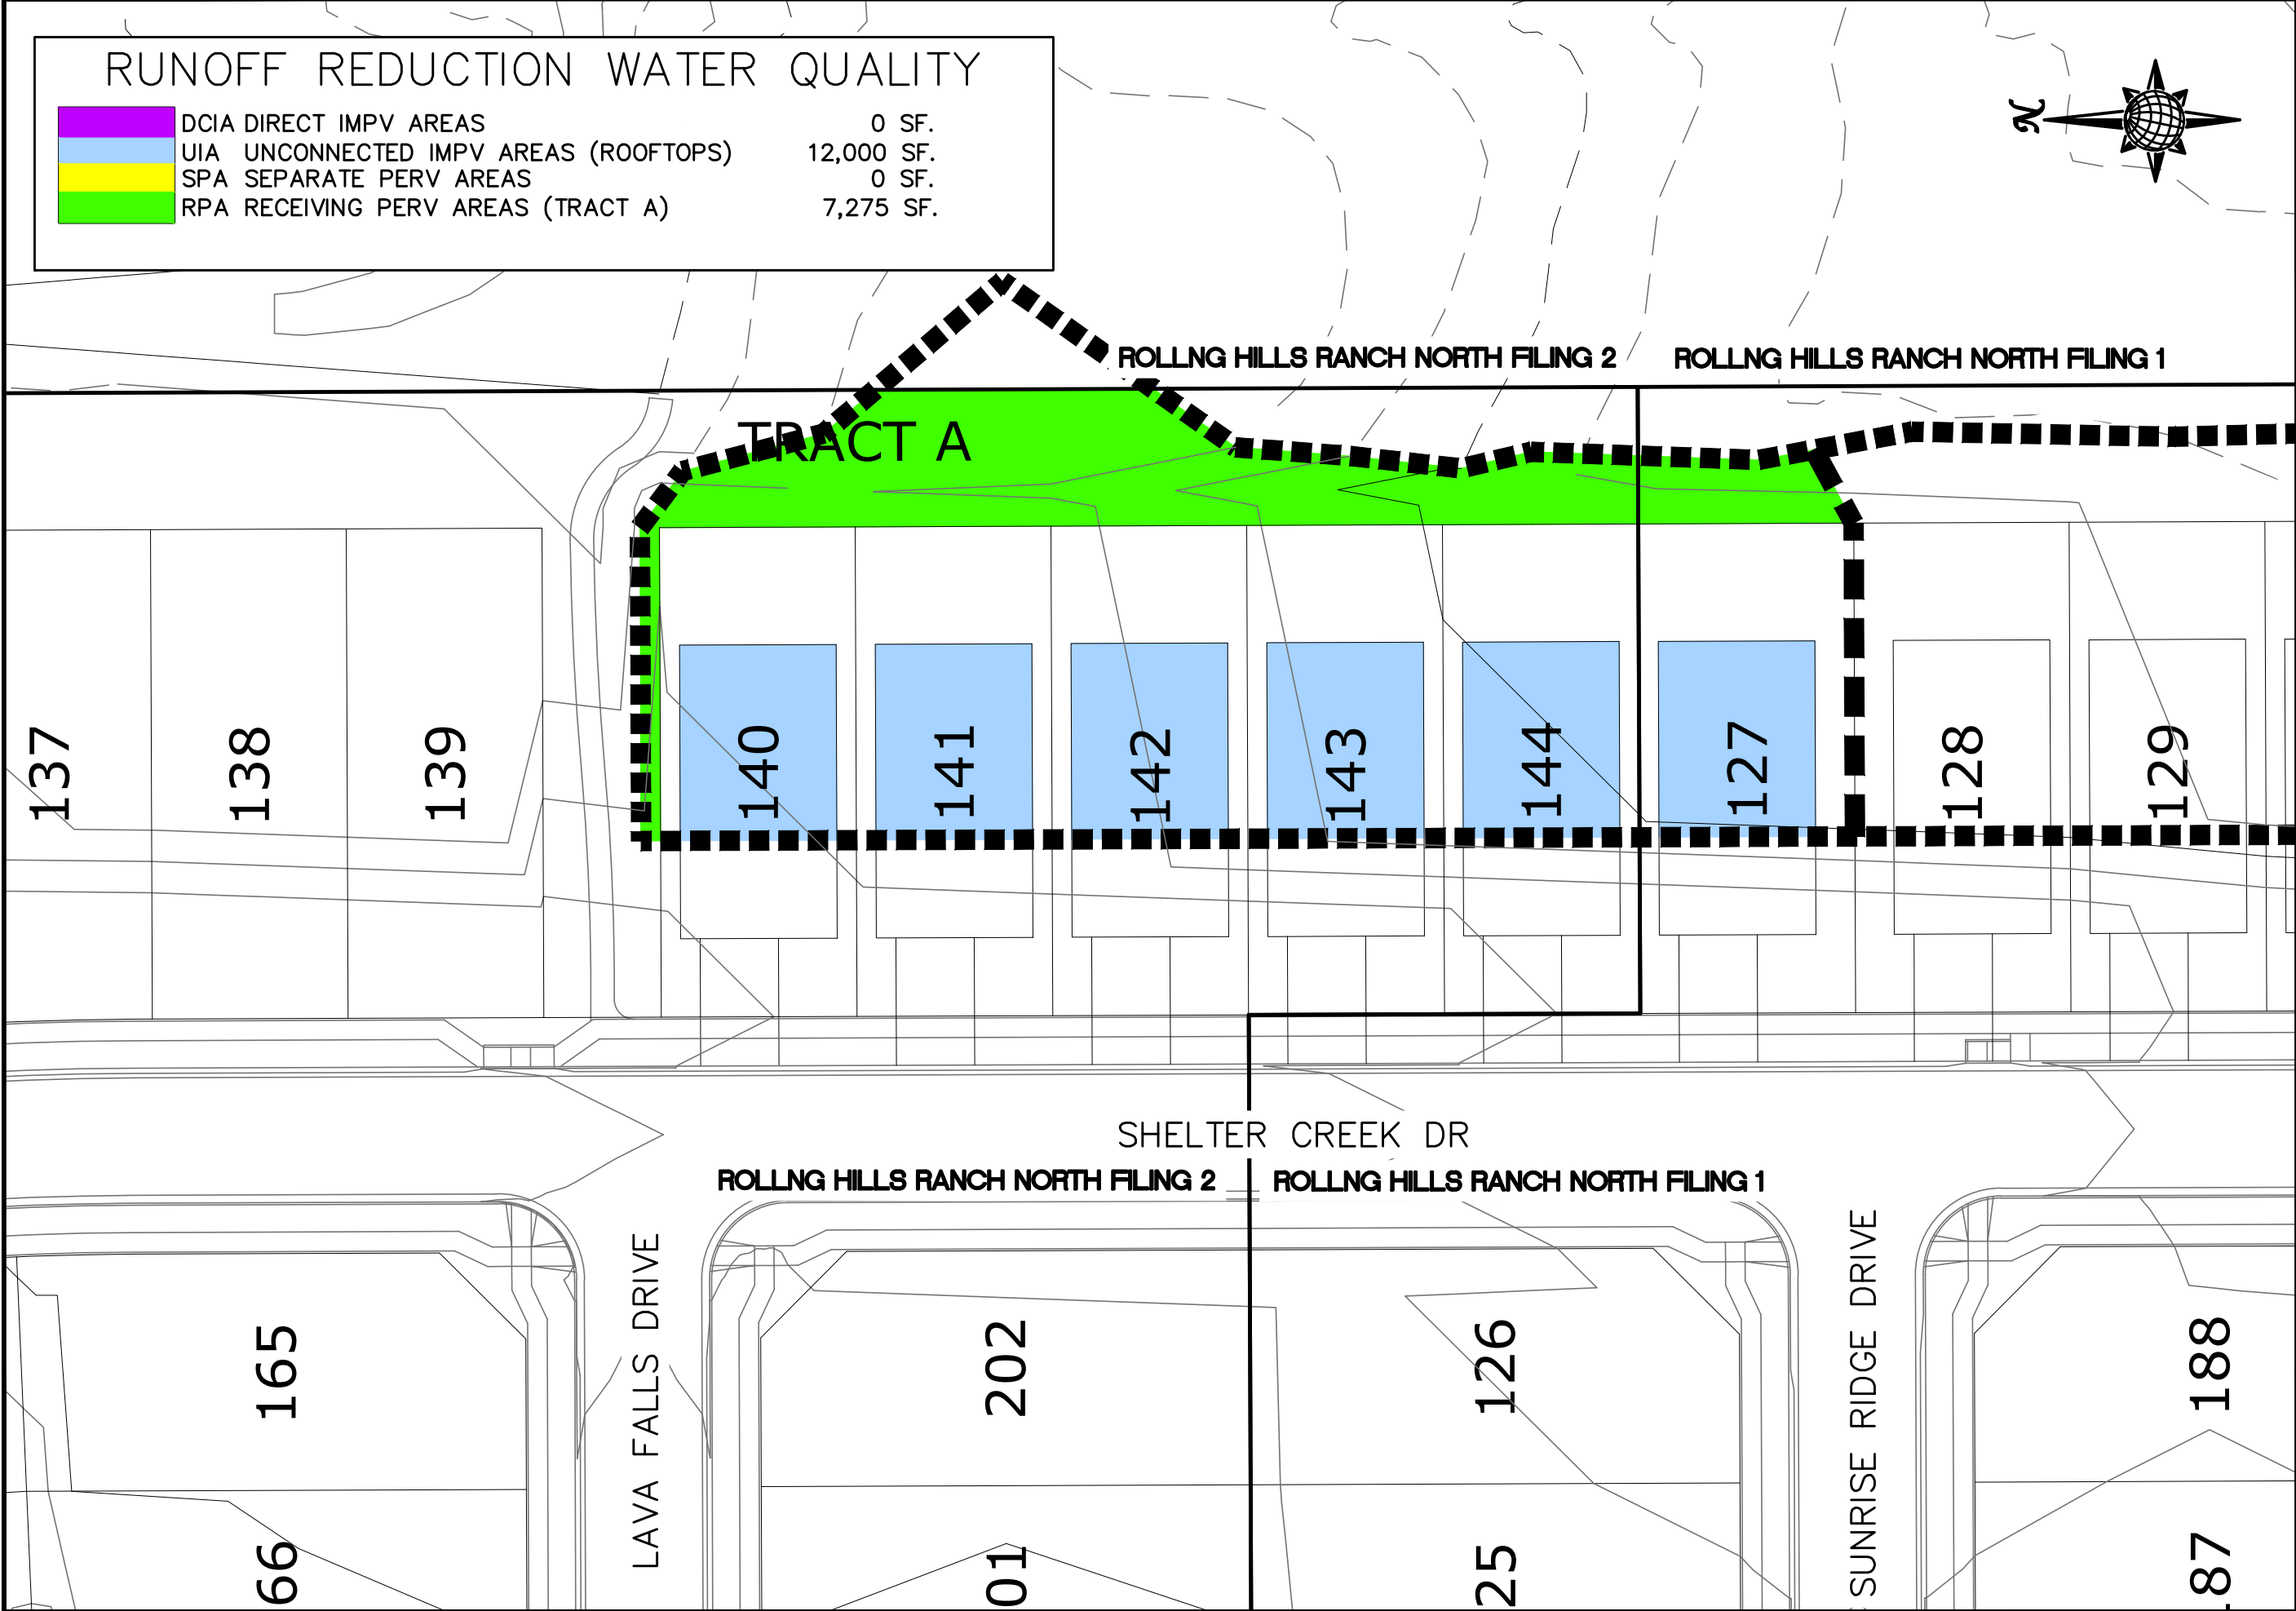 RUNOFF REDUCTION WATER QUALITY
DCIA DIRECT IMPV AREAS 0 SF.
UIA UNCONNECTED IMPV AREAS (ROOFTOPS) 12,000 SF.
SPA SEPARATE PERV AREAS 0 SF.
RPA RECEIVING PERV AREAS (TRACT A) 7,275 SF.
N
ROLLNG HILLS RANCH NORTH FILING 2
ROLLNG HILLS RANCH NORTH FILING 1
TRACT A
137
138
139
140
141
142
143
144
127
128
129
SHELTER CREEK DR
ROLLNG HILLS RANCH NORTH FILING 2
ROLLNG HILLS RANCH NORTH FILING 1
165
LAVA FALLS DRIVE
202
126
SUNRISE RIDGE DRIVE
188
66
01
25
87